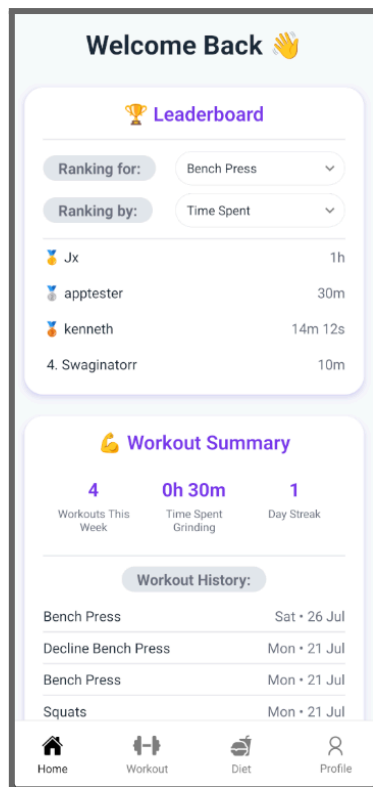 Welcome Back 👋
🏆 Leaderboard
Ranking for: Bench Press
Ranking by: Time Spent
🥇 Jx 1h
🥈 apptester 30m
🥉 kenneth 14m 12s
4. Swaginatorr 10m
💪 Workout Summary
4 0h 30m 1
Workouts This Week Time Spent Grinding Day Streak
Workout History:
Bench Press Sat • 26 Jul
Decline Bench Press Mon • 21 Jul
Bench Press Mon • 21 Jul
Squats Mon • 21 Jul
Home Workout Diet Profile